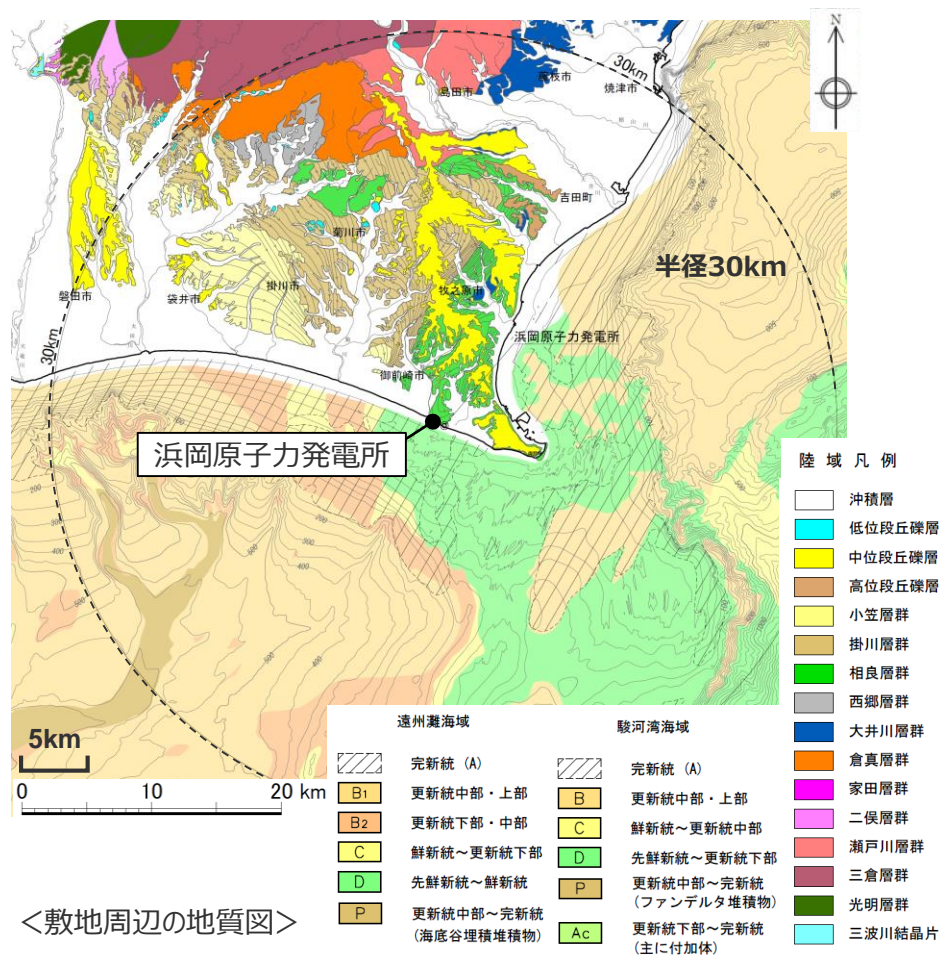 N
30km
島田市
藤枝市
焼津市
吉田町
菊川市
半径30km
磐田市
袋井市
掛川市
牧之原市
30km
浜岡原子力発電所
御前崎市
浜岡原子力発電所
陸域凡例
沖積層
低位段丘礫層
中位段丘礫層
高位段丘礫層
小笠層群
掛川層群
相良層群
西郷層群
大井川層群
倉真層群
家田層群
二俣層群
瀬戸川層群
三倉層群
光明層群
三波川結晶片
5km
0 10 20 km
遠州灘海域
完新統 (A)
B1 更新統中部・上部
B2 更新統下部・中部
C 鮮新統～更新統下部
D 先鮮新統～鮮新統
P 更新統中部～完新統
(海底谷埋積堆積物)
駿河湾海域
完新統 (A)
B 更新統中部・上部
C 鮮新統～更新統中部
D 先鮮新統～更新統下部
P 更新統中部～完新統
(ファンデルタ堆積物)
Ac 更新統下部～完新統
(主に付加体)
＜敷地周辺の地質図＞